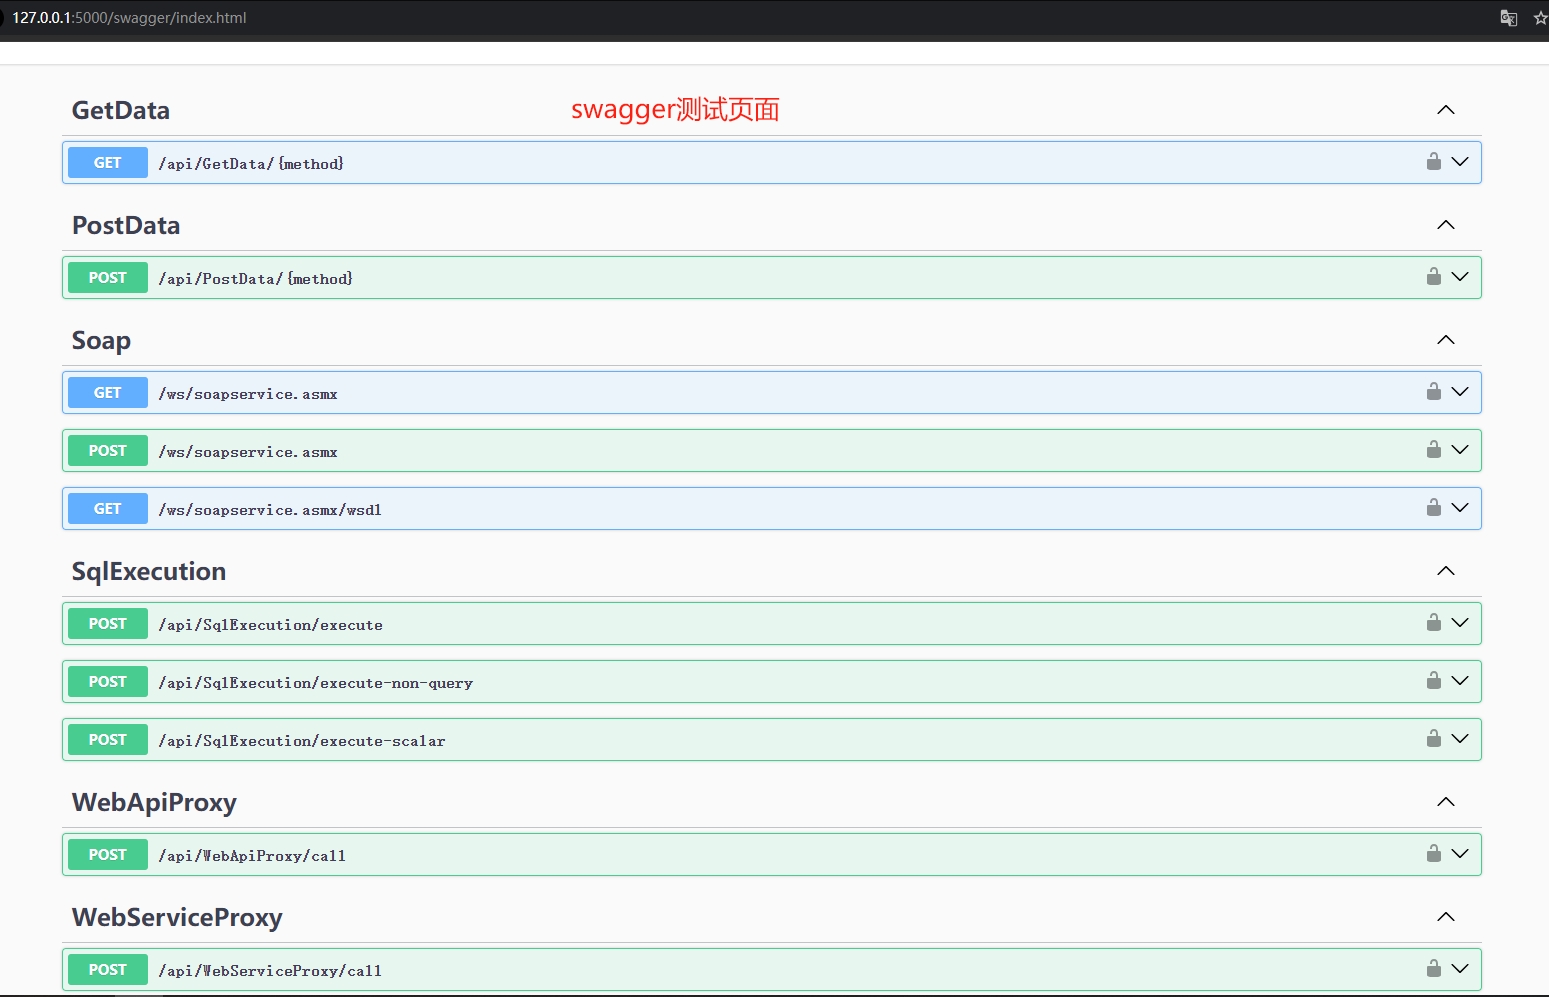 127.0.0.1:5000/swagger/index.html
GetData
swagger测试页面
GET /api/GetData/{method}
PostData
POST /api/PostData/{method}
Soap
GET /ws/soapservice.asmx
POST /ws/soapservice.asmx
GET /ws/soapservice.asmx/wsdl
SqlExecution
POST /api/SqlExecution/execute
POST /api/SqlExecution/execute-non-query
POST /api/SqlExecution/execute-scalar
WebApiProxy
POST /api/WebApiProxy/call
WebServiceProxy
POST /api/WebServiceProxy/call